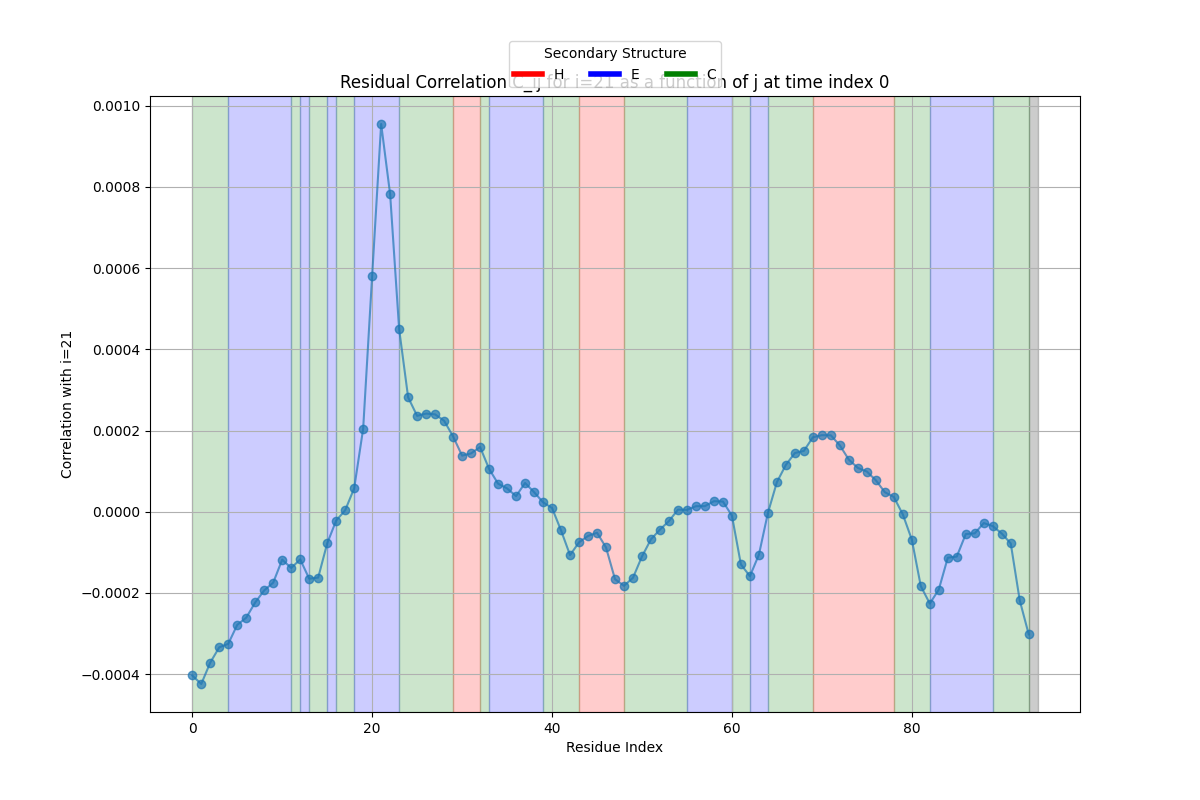 Secondary Structure
H E C
Residual Correlation C_ij for i=21 as a function of j at time index 0
0.0010
0.0008
0.0006
0.0004
0.0002
0.0000
−0.0002
−0.0004
Correlation with i=21
0 20 40 60 80
Residue Index